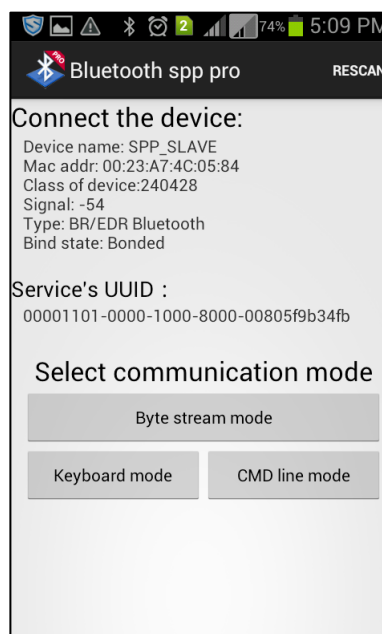 2 74% 5:09 PM
PRO
Bluetooth spp pro RESCAN
Connect the device:
Device name: SPP_SLAVE
Mac addr: 00:23:A7:4C:05:84
Class of device:240428
Signal: -54
Type: BR/EDR Bluetooth
Bind state: Bonded
Service's UUID :
00001101-0000-1000-8000-00805f9b34fb
Select communication mode
Byte stream mode
Keyboard mode CMD line mode